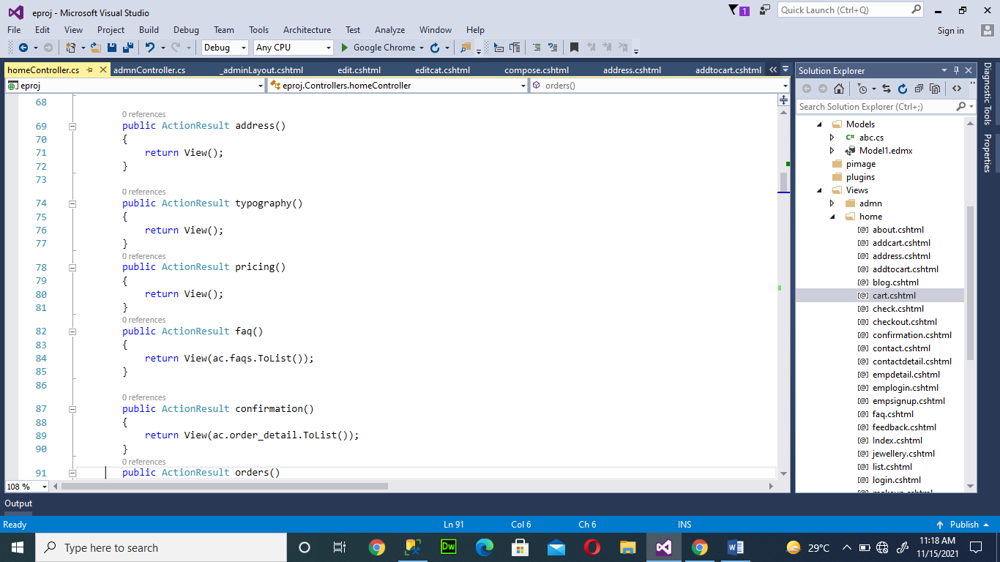 eproj - Microsoft Visual Studio
1
Quick Launch (Ctrl+Q)
File Edit View Project Build Debug Team Tools Architecture Test Analyze Window Help
Sign in
Debug Any CPU Google Chrome
homeController.cs admnController.cs _adminLayout.cshtml edit.cshtml editcat.cshtml compose.cshtml address.cshtml addtocart.cshtml
eproj eproj.Controllers.homeController orders()
68
0 references
69 public ActionResult address()
70 {
71 return View();
72 }
73
0 references
74 public ActionResult typography()
75 {
76 return View();
77 }
0 references
78 public ActionResult pricing()
79 {
80 return View();
81 }
0 references
82 public ActionResult faq()
83 {
84 return View(ac.faqs.ToList());
85 }
86
0 references
87 public ActionResult confirmation()
88 {
89 return View(ac.order_detail.ToList());
90 }
0 references
91 public ActionResult orders()
108 %
Solution Explorer
Search Solution Explorer (Ctrl+;)
Models
C# abc.cs
Model1.edmx
pimage
plugins
Views
admn
home
[@] about.cshtml
[@] addcart.cshtml
[@] address.cshtml
[@] addtocart.cshtml
[@] blog.cshtml
[@] cart.cshtml
[@] check.cshtml
[@] checkout.cshtml
[@] confirmation.cshtml
[@] contact.cshtml
[@] contactdetail.cshtml
[@] empdetail.cshtml
[@] emplogin.cshtml
[@] empsignup.cshtml
[@] faq.cshtml
[@] feedback.cshtml
[@] Index.cshtml
[@] jewellery.cshtml
[@] list.cshtml
[@] login.cshtml
Diagnostic Tools
Properties
Output
Ready Ln 91 Col 6 Ch 6 INS Publish
Type here to search
Dw
29°C
11:18 AM
11/15/2021